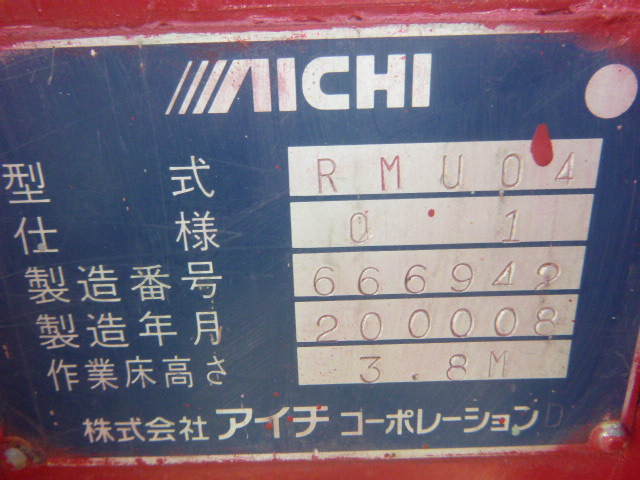 AICHI
型式 RMU04
仕様 0 1
製造番号 666942
製造年月 200008
作業床高さ 3.8M
株式会社 アイチ コーポレーション D